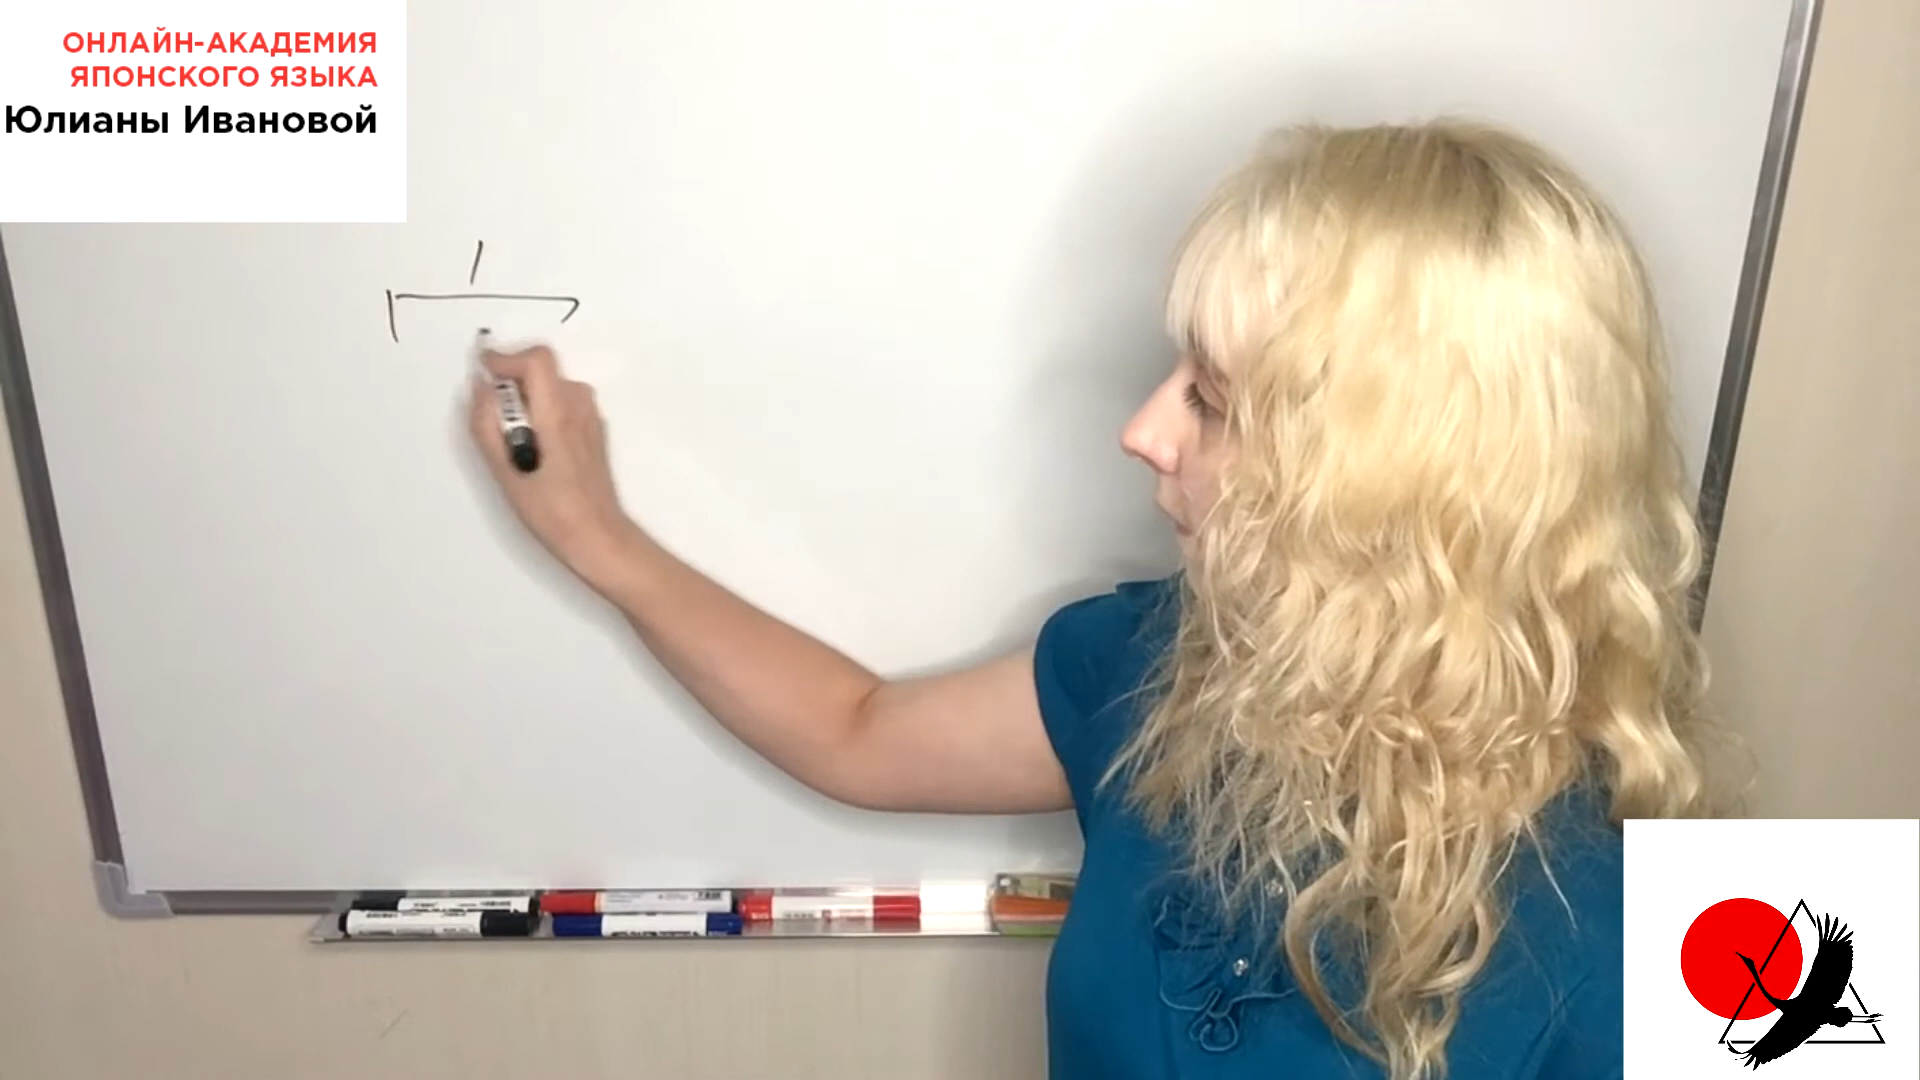 ОНЛАЙН-АКАДЕМИЯ
ЯПОНСКОГО ЯЗЫКА
Юлианы Ивановой